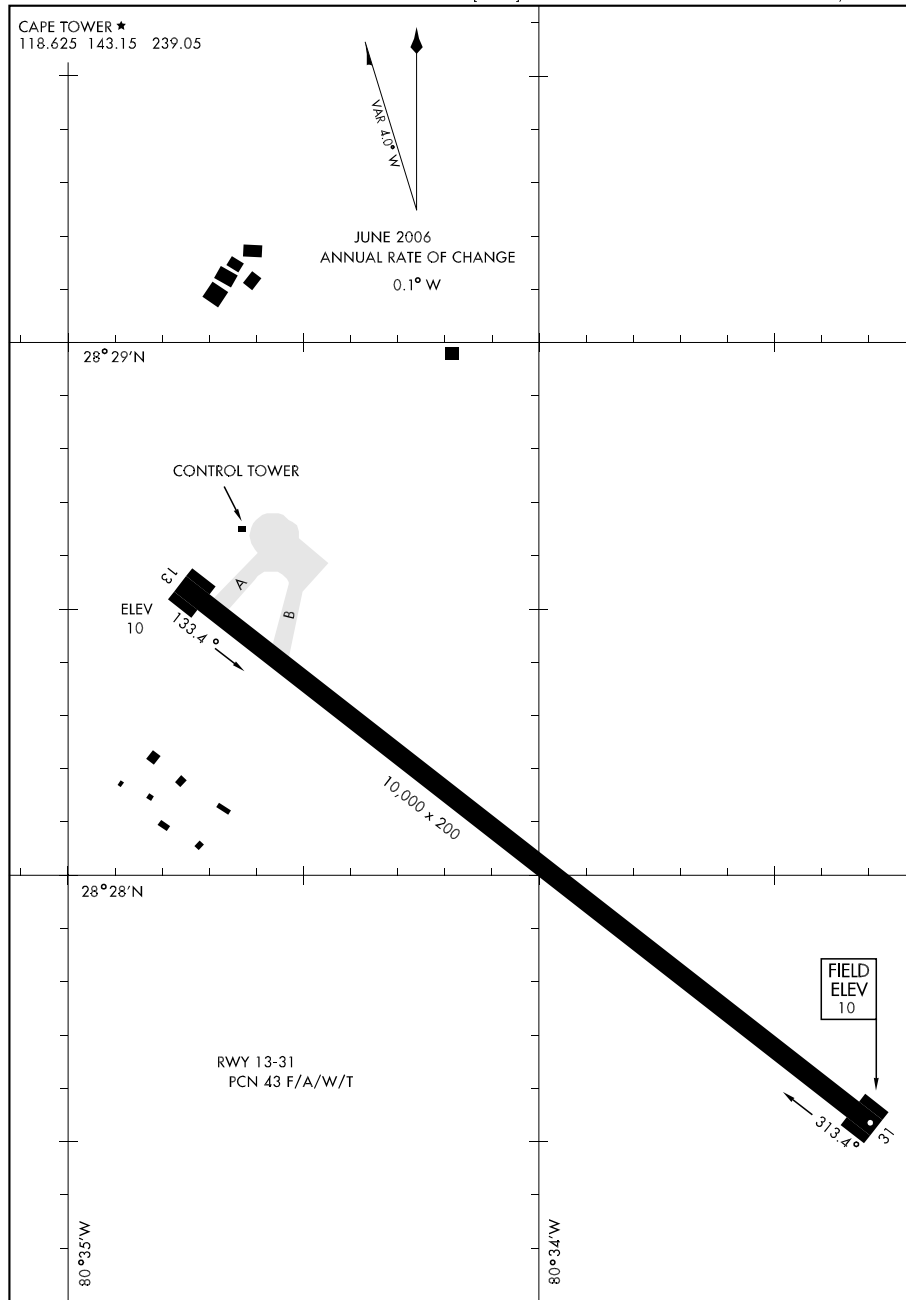 CAPE TOWER ★
118.625 143.15 239.05
VAR 4.0° W
JUNE 2006
ANNUAL RATE OF CHANGE
0.1° W
28°29'N
CONTROL TOWER
13
A
B
ELEV
10
133.4°
10,000 x 200
28°28'N
FIELD
ELEV
10
RWY 13-31
PCN 43 F/A/W/T
313.4°
31
80°35'W
80°34'W